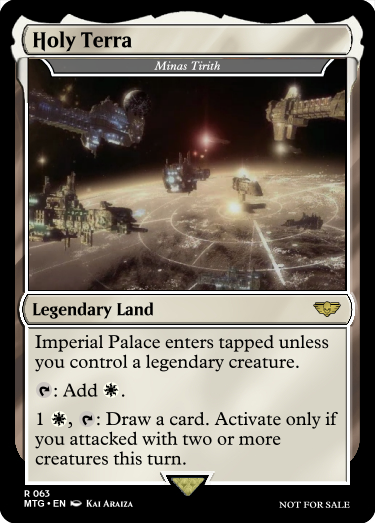 Holy Terra
Minas Tirith
Legendary Land
Imperial Palace enters tapped unless
you control a legendary creature.
: Add .
1 , : Draw a card. Activate only if
you attacked with two or more
creatures this turn.
R 063
MTG • EN Kai Araiza
NOT FOR SALE